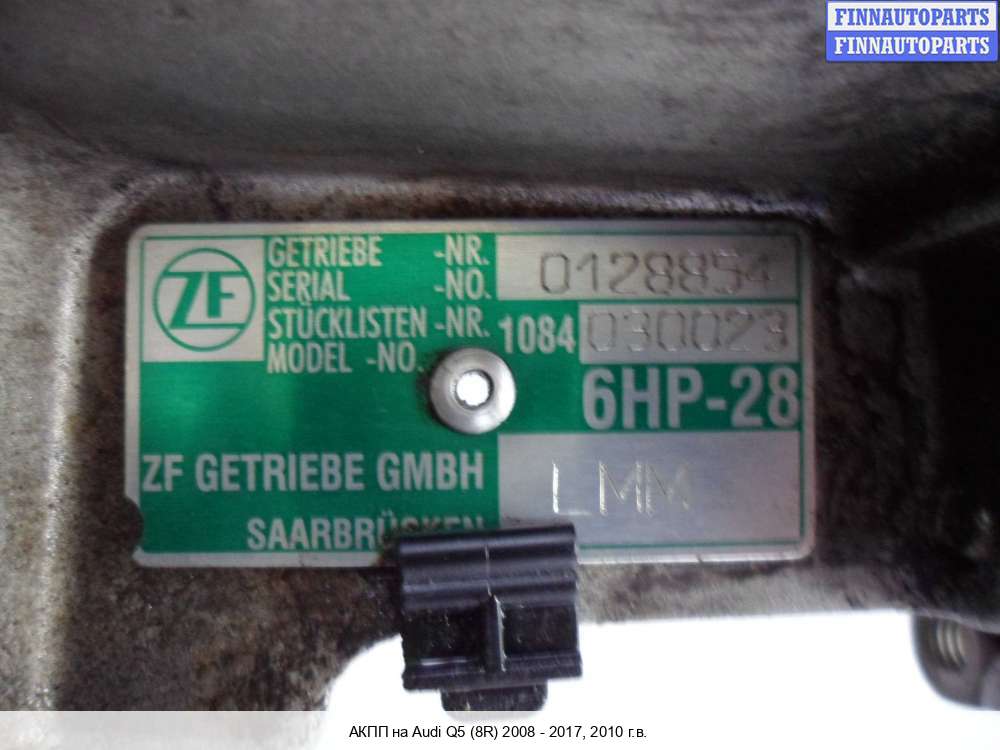 FINNAUTOPARTS
FINNAUTOPARTS
ZF
GETRIEBE -NR. 0128854
SERIAL -NO.
STÜCKLISTEN -NR. 1084 030023
MODEL -NO.
6HP-28
ZF GETRIEBE GMBH
LMM
SAARBRÜCKEN
АКПП на Audi Q5 (8R) 2008 - 2017, 2010 г.в.